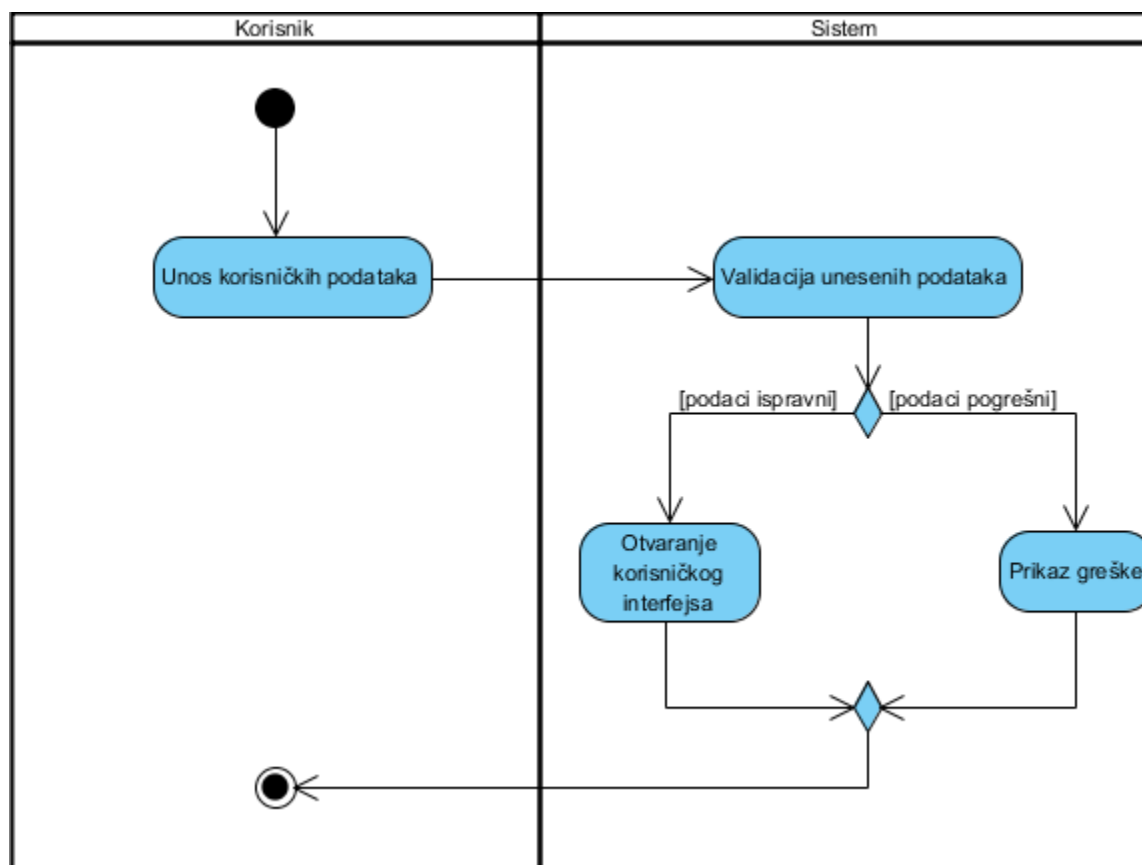 Korisnik
Sistem
Unos korisničkih podataka
Validacija unesenih podataka
[podaci ispravni]
[podaci pogrešni]
Otvaranje
korisničkog
interfejsa
Prikaz greške